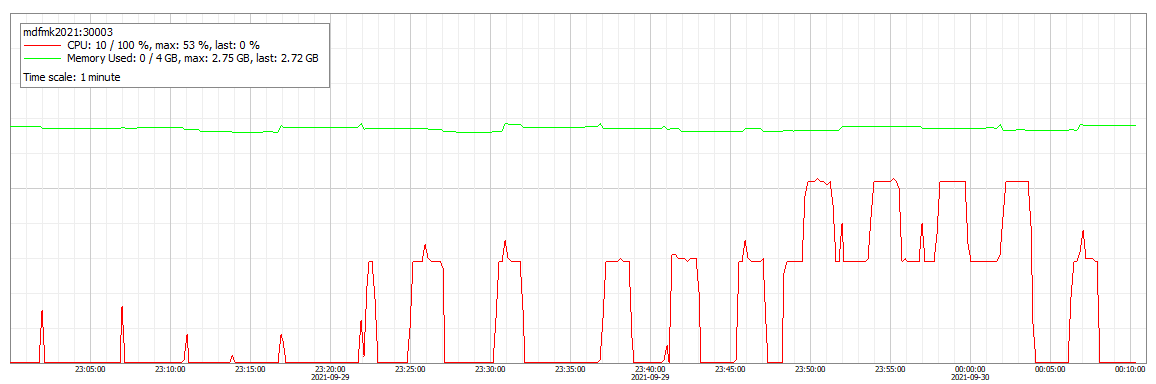 mdfmk2021:30003
CPU: 10 / 100 %, max: 53 %, last: 0 %
Memory Used: 0 / 4 GB, max: 2.75 GB, last: 2.72 GB
Time scale: 1 minute
23:05:00 23:10:00 23:15:00 23:20:00 23:25:00 23:30:00 23:35:00 23:40:00 23:45:00 23:50:00 23:55:00 00:00:00 00:05:00 00:10:00
2021-09-29 2021-09-29 2021-09-30